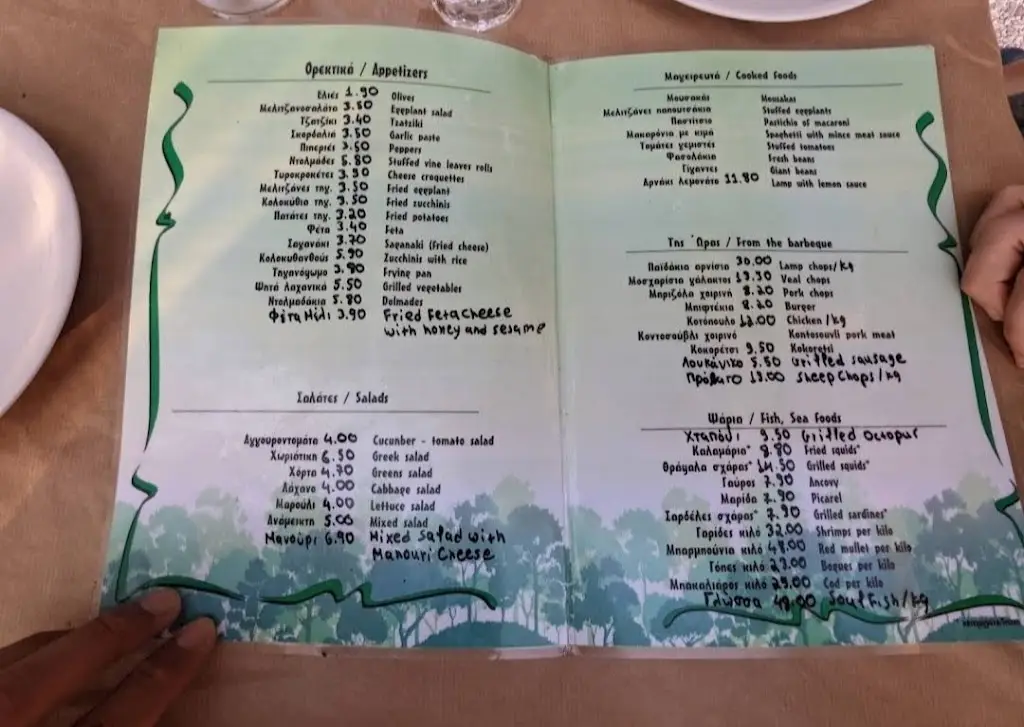 Ορεκτικά / Appetizers
Ελιές 1.90 Olives
Μελιτζανοσαλάτα 3.50 Eggplant salad
Τζατζίκι 3.40 Tzatziki
Σκορδαλιά 3.50 Garlic paste
Πιπεριές 3.50 Peppers
Ντολμάδες 5.80 Stuffed vine leaves rolls
Τυροκροκέτες 3.50 Cheese croquettes
Μελιτζάνες τηγ. 3.50 Fried eggplant
Κολοκύθια τηγ. 3.50 Fried zucchinis
Πατάτες τηγ. 3.20 Fried potatoes
Φέτα 3.40 Feta
Σαγανάκι 3.70 Saganaki (Fried cheese)
Κολοκυθανθούς 5.90 Zucchinis with rice
Τηγανόψωμο 3.80 Frying pan
Ψητά λαχανικά 5.50 Grilled vegetables
Ντολμαδάκια 5.80 Dolmades
Φέτα Μέλι 3.90 Fried Feta Cheese
with honey and sesame
Σαλάτες / Salads
Αγγουροντομάτα 4.00 Cucunber - tomato salad
Χωριάτικη 6.50 Greek salad
Χόρτα 4.70 Greens salad
Λάχανο 4.00 Cabbage salad
Μαρούλι 4.00 Lettuce salad
Ανάμεικτη 5.00 Mixed salad
Μανούρι 6.90 Mixed Salad with
Manouri Cheese
Μαγειρευτά / Cooked Foods
Μουσακάς Mousakas
Μελιτζάνες παπουτσάκια Stuffed eggplants
Παστίτσιο Pastichio of macaroni
Μακαρόνια με κιμά Spaghetti with mince meat sauce
Τομάτες γεμιστές Stuffed tomatoes
Φασολάκια Fresh beans
Γίγαντες Giant beans
Αρνάκι λεμονάτο 11.80 Lamp with lemon sauce
Της Ώρας / From the barbeque
Παϊδάκια αρνίσια 30.00 Lamp chops/kg
Μοσχαρίσια γάλακτος 13.30 Veal chops
Μπριζόλα χοιρινή 8.20 Pork chops
Μπιφτέκια 8.20 Burger
Κοτόπουλο 12.00 Chicken /kg
Κοντοσούβλι χοιρινό Kontosouvli pork meat
Κοκορέτσι 9.50 Kokoretsi
Λουκάνικο 5.50 Grilled sausage
Πρόβατο 19.00 Sheep Chops/kg
Ψάρια / Fish, Sea Foods
Χταπόδι 9.50 Grilled Octopus
Καλαμάρια* 8.80 Fried squids*
Θράψαλα σχάρας* 14.50 Grilled squids*
Γαύρος 7.90 Ancovy
Μαρίδα 7.90 Picarel
Σαρδέλες σχάρας* 7.90 Grilled sardines*
Γαρίδες κιλό 32.00 Shrimps per kilo
Μπαρμπούνια κιλό 48.00 Red mullet per kilo
Γόπες κιλό 23.00 Bogues per kilo
Μπακαλιάρος κιλό 29.00 Cod per kilo
Γλώσσα 48.00 Soul Fish/kg